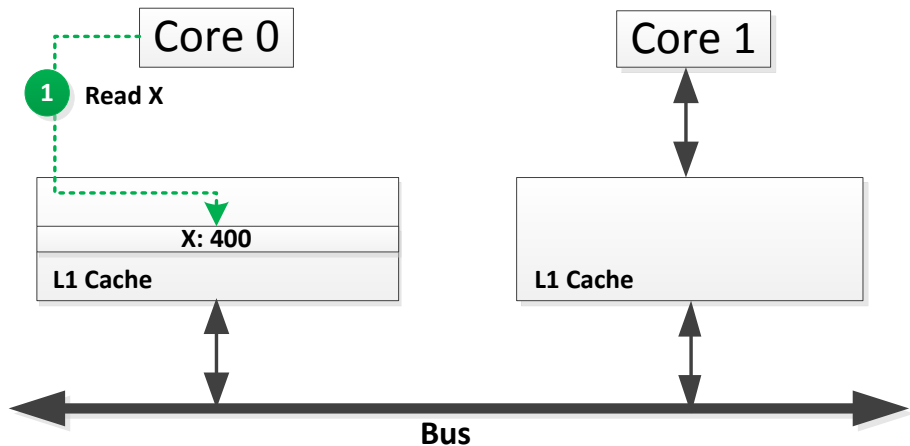 Core 0
Core 1
1
Read X
X: 400
L1 Cache
L1 Cache
Bus